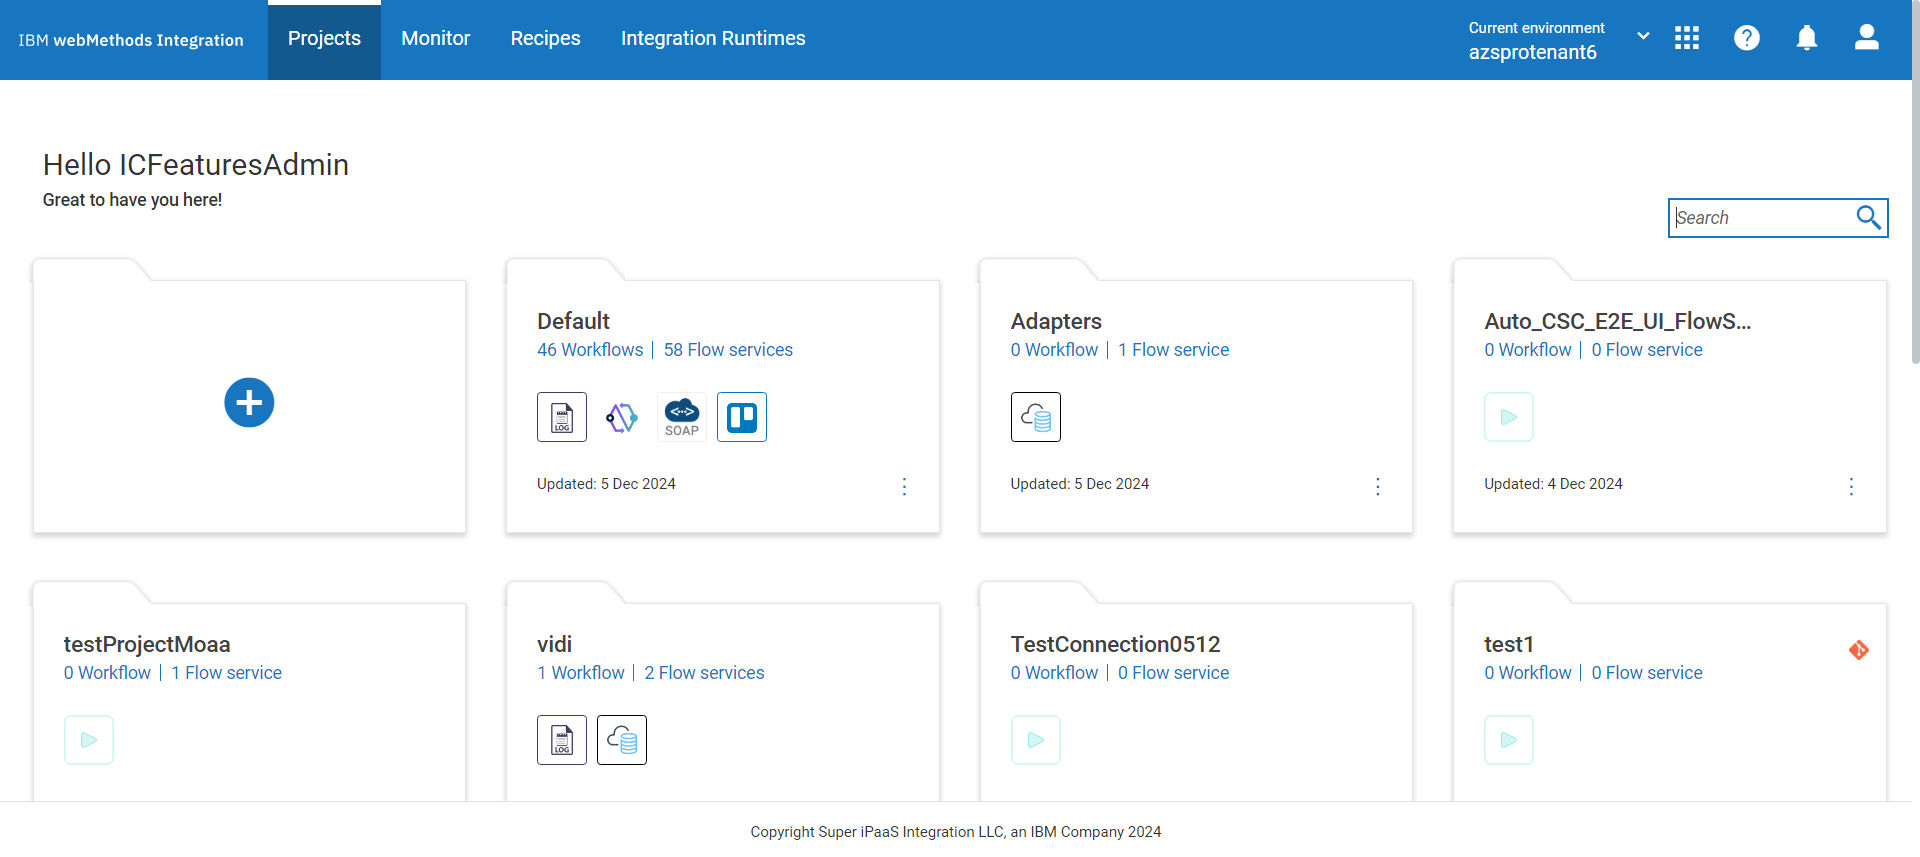 IBM webMethods Integration
Projects
Monitor
Recipes
Integration Runtimes
Current environment
azsprotenant6
Hello ICFeaturesAdmin
Great to have you here!
Search
Default
46 Workflows | 58 Flow services
LOG
SOAP
Updated: 5 Dec 2024
Adapters
0 Workflow | 1 Flow service
Updated: 5 Dec 2024
Auto_CSC_E2E_UI_FlowS...
0 Workflow | 0 Flow service
Updated: 4 Dec 2024
testProjectMoaa
0 Workflow | 1 Flow service
vidi
1 Workflow | 2 Flow services
LOG
TestConnection0512
0 Workflow | 0 Flow service
test1
0 Workflow | 0 Flow service
Copyright Super iPaaS Integration LLC, an IBM Company 2024